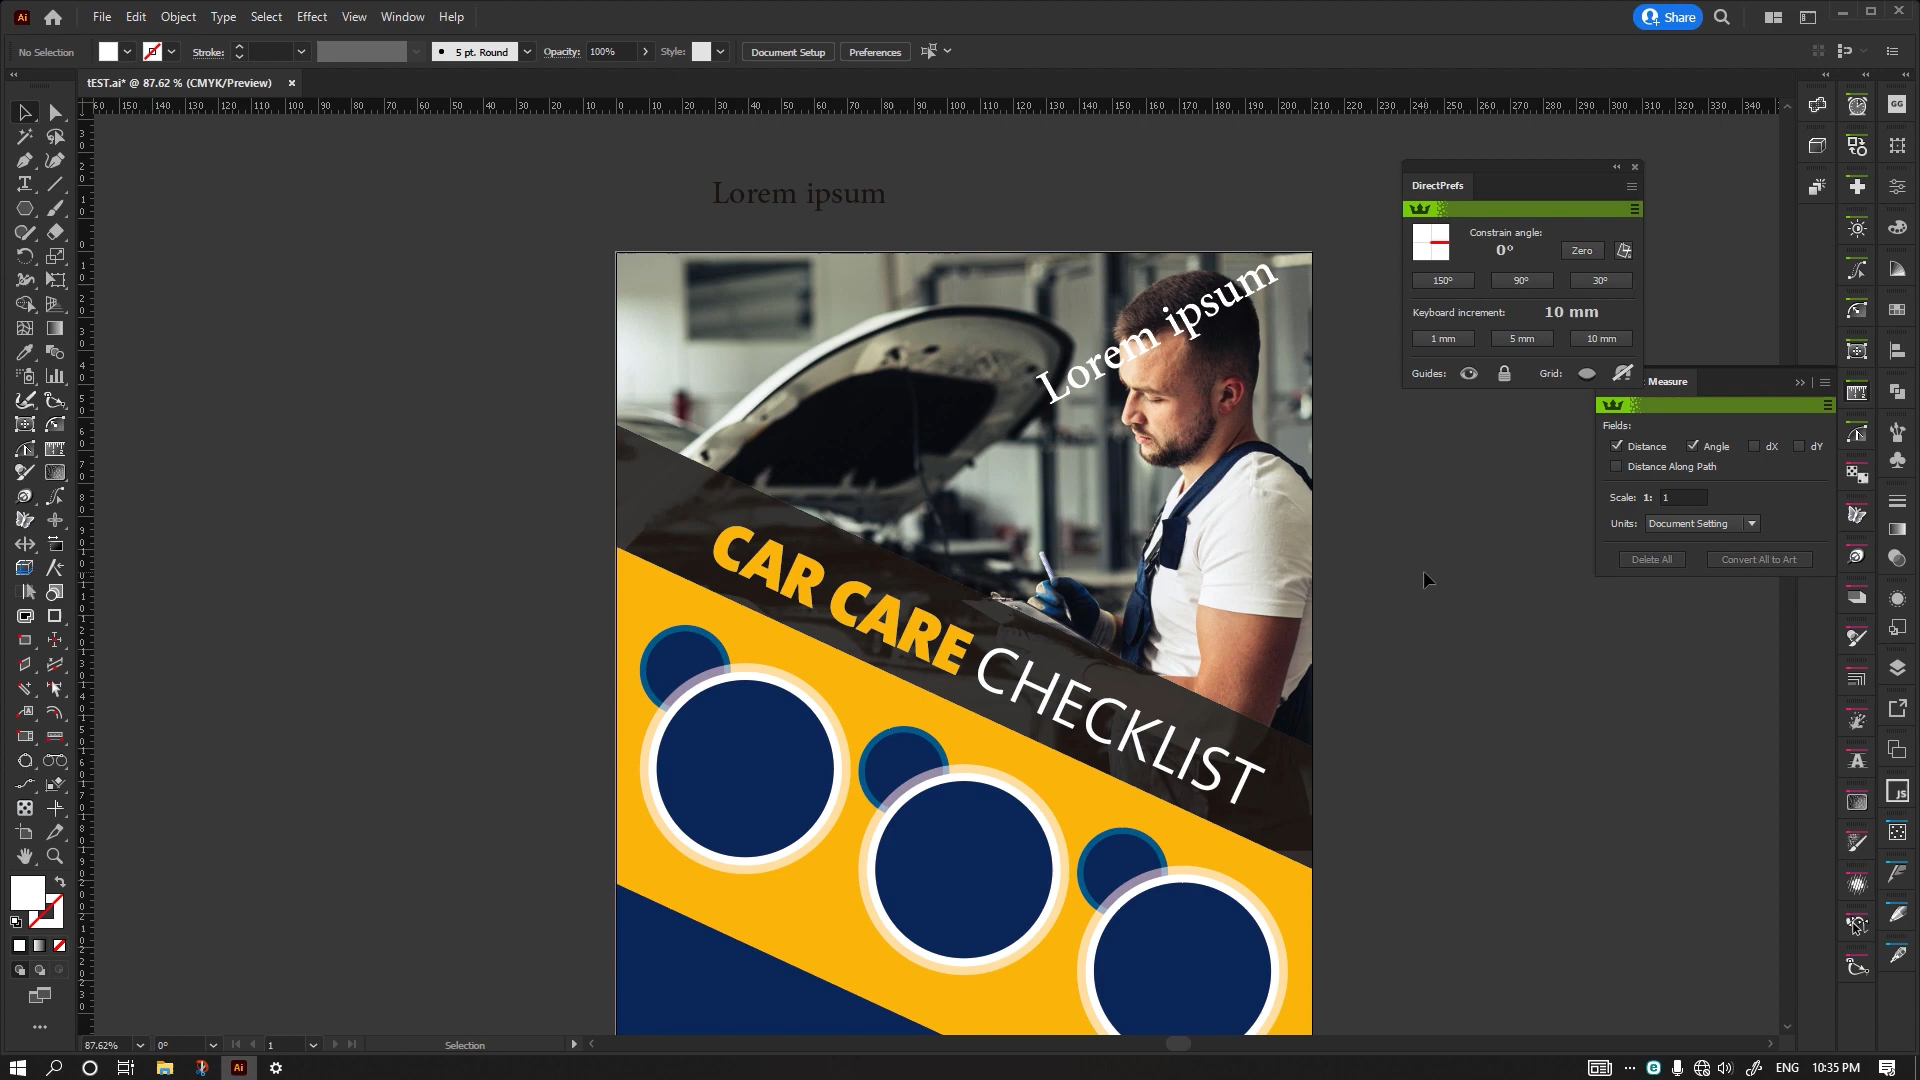 File Edit Object Type Select Effect View Window Help
Share
No Selection
Stroke:
5 pt. Round
Opacity: 100%
Style:
Document Setup
Preferences
tEST.ai* @ 87.62 % (CMYK/Preview)
Lorem ipsum
Lorem ipsum
CAR CARE CHECKLIST
DirectPrefs
Constrain angle:
0°
Zero
150° 90° 30°
Keyboard increment: 10 mm
1 mm 5 mm 10 mm
Guides: Grid:
Measure
Fields:
Distance Angle dX dY
Distance Along Path
Scale: 1: 1
Units: Document Setting
Delete All Convert All to Art
87.62% 0° 1 Selection
ENG 10:35 PM